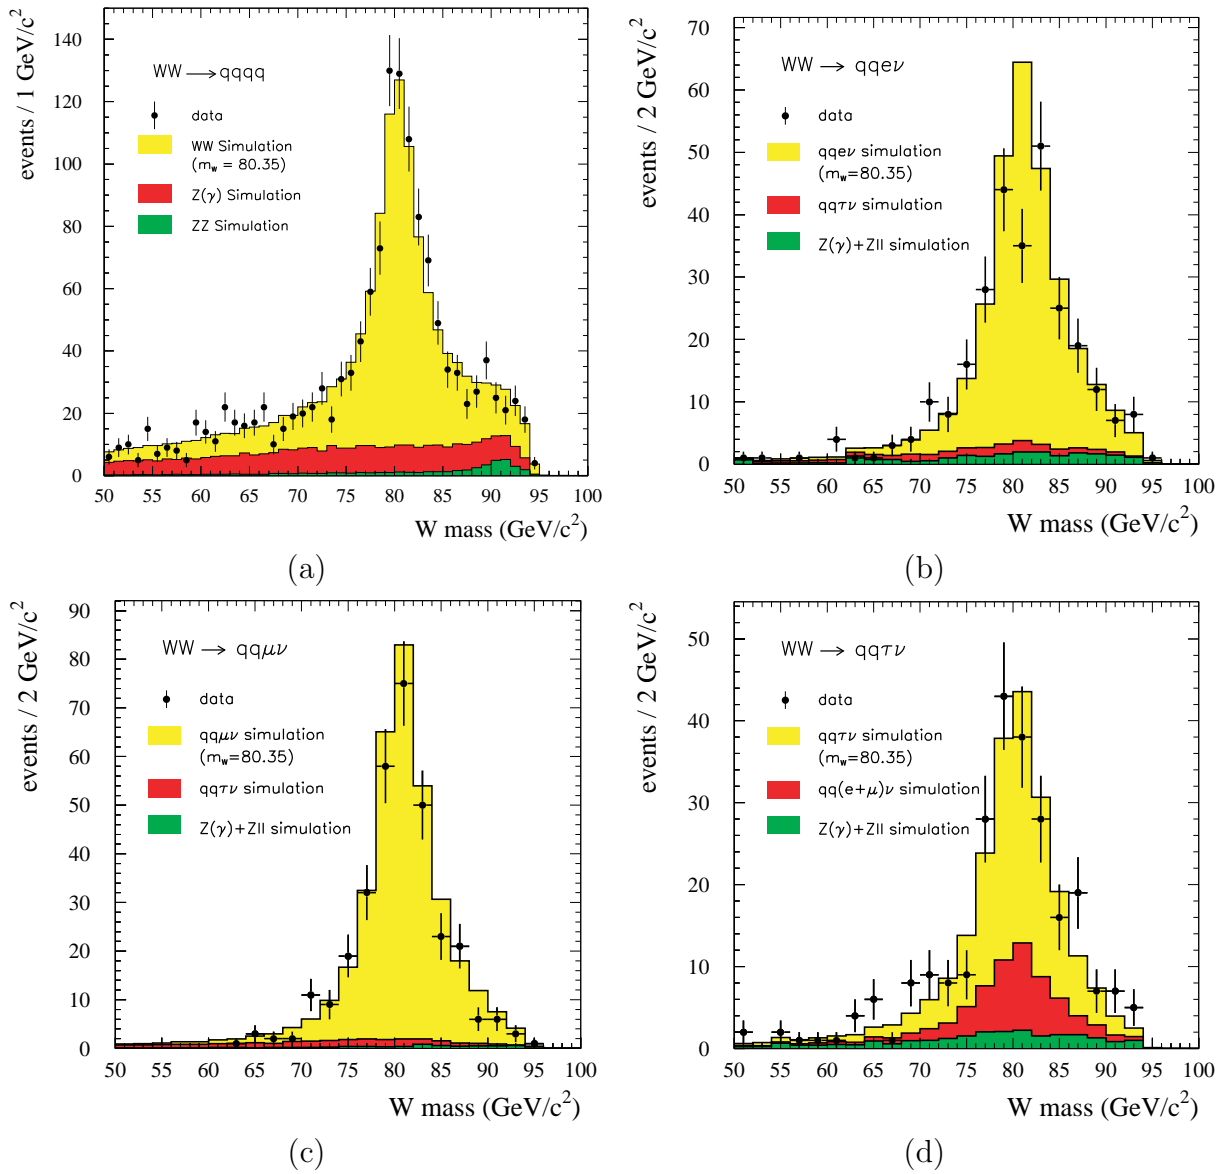 events / 1 GeV/c²
140
120
100
80
60
40
20
0
WW → qqqq
data
WW Simulation
(m_w = 80.35)
Z(γ) Simulation
ZZ Simulation
50 55 60 65 70 75 80 85 90 95 100
W mass (GeV/c²)
(a)
events / 2 GeV/c²
70
60
50
40
30
20
10
0
WW → qqeν
data
qqeν simulation
(m_w=80.35)
qqτν simulation
Z(γ)+Zll simulation
50 55 60 65 70 75 80 85 90 95 100
W mass (GeV/c²)
(b)
events / 2 GeV/c²
90
80
70
60
50
40
30
20
10
0
WW → qqμν
data
qqμν simulation
(m_w=80.35)
qqτν simulation
Z(γ)+Zll simulation
50 55 60 65 70 75 80 85 90 95 100
W mass (GeV/c²)
(c)
events / 2 GeV/c²
50
40
30
20
10
0
WW → qqτν
data
qqτν simulation
(m_w=80.35)
qq(e+μ)ν simulation
Z(γ)+Zll simulation
50 55 60 65 70 75 80 85 90 95 100
W mass (GeV/c²)
(d)